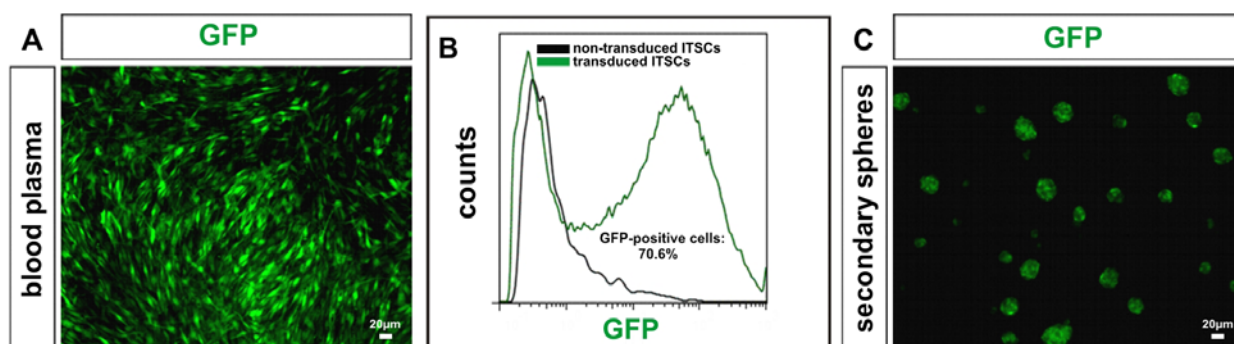 A
GFP
blood plasma
20µm
B
non-transduced ITSCs
transduced ITSCs
counts
GFP-positive cells:
70.6%
GFP
C
GFP
secondary spheres
20µm